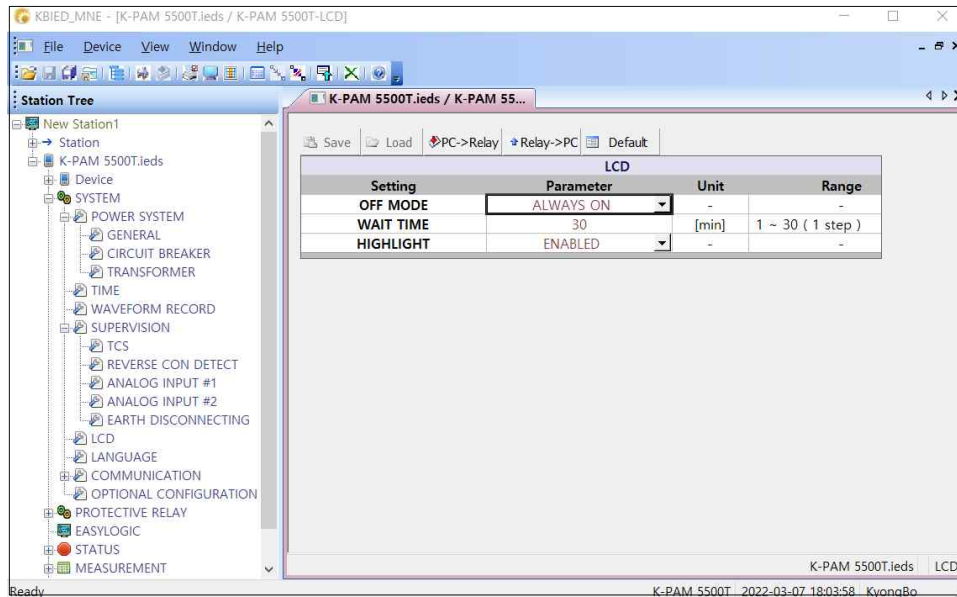 KBIED_MNE - [K-PAM 5500T.ieds / K-PAM 5500T-LCD]
File Device View Window Help
Station Tree
New Station1
Station
K-PAM 5500T.ieds
Device
SYSTEM
POWER SYSTEM
GENERAL
CIRCUIT BREAKER
TRANSFORMER
TIME
WAVEFORM RECORD
SUPERVISION
TCS
REVERSE CON DETECT
ANALOG INPUT #1
ANALOG INPUT #2
EARTH DISCONNECTING
LCD
LANGUAGE
COMMUNICATION
OPTIONAL CONFIGURATION
PROTECTIVE RELAY
EASYLOGIC
STATUS
MEASUREMENT
K-PAM 5500T.ieds / K-PAM 55...
Save Load PC->Relay Relay->PC Default
LCD
Setting Parameter Unit Range
OFF MODE ALWAYS ON - -
WAIT TIME 30 [min] 1 ~ 30 ( 1 step )
HIGHLIGHT ENABLED - -
K-PAM 5500T.ieds LCD
Ready K-PAM 5500T 2022-03-07 18:03:58 KyongBo